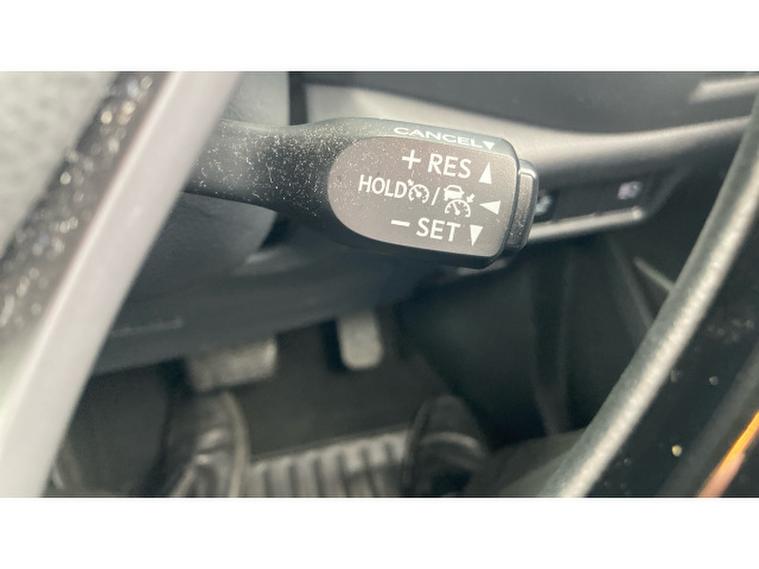 CANCEL▼
+ RES ▲
HOLD / ◀
− SET ▼